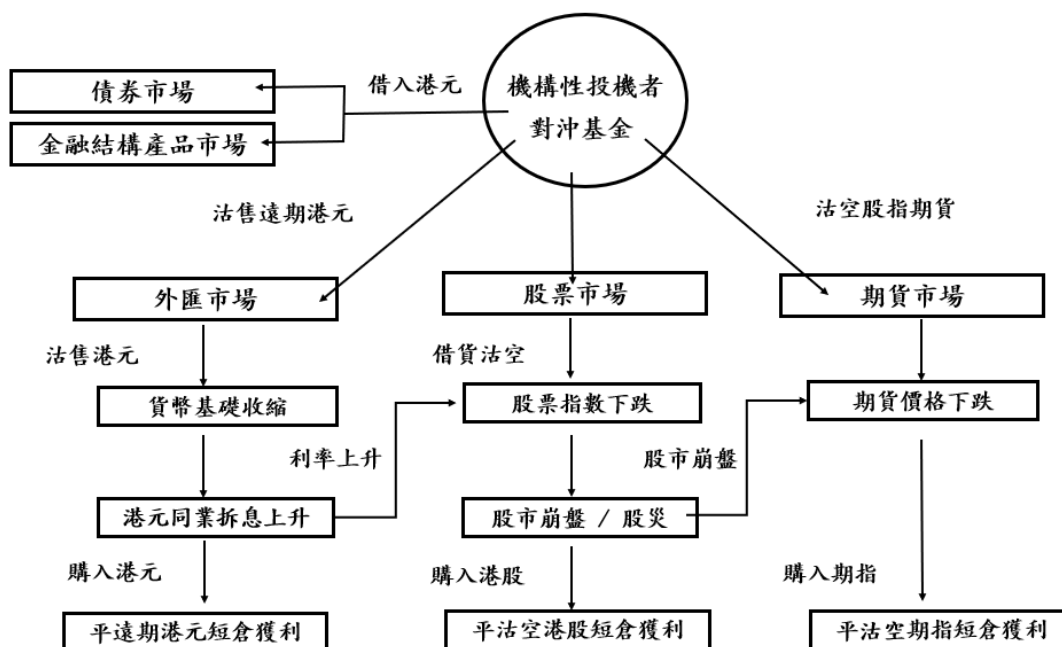 機構性投機者
對沖基金
借入港元
債券市場
金融結構產品市場
沽售遠期港元
沽空股指期貨
外匯市場
股票市場
期貨市場
沽售港元
借貨沽空
貨幣基礎收縮
股票指數下跌
期貨價格下跌
利率上升
股市崩盤
港元同業拆息上升
股市崩盤 / 股災
購入港元
購入港股
購入期指
平遠期港元短倉獲利
平沽空港股短倉獲利
平沽空期指短倉獲利